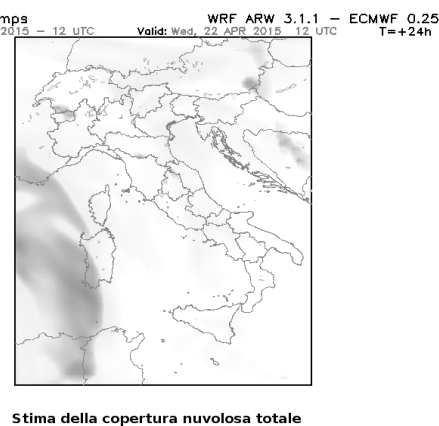 mps WRF ARW 3.1.1 — ECMWF 0.25
2015 — 12 UTC Valid: Wed, 22 APR 2015 12 UTC T=+24h
Stima della copertura nuvolosa totale